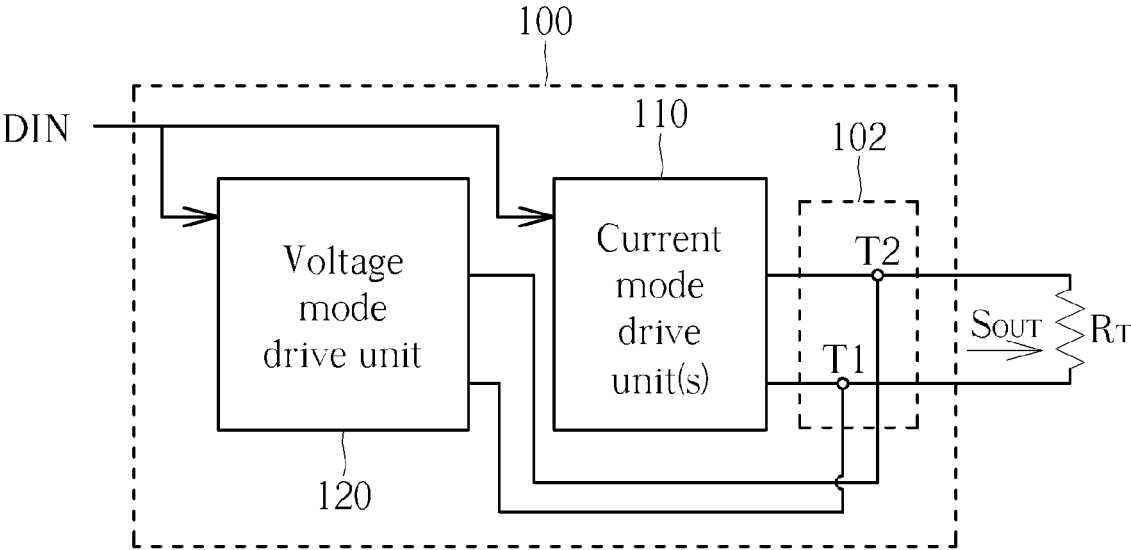 100
DIN
110
102
Voltage
mode
drive unit
Current
mode
drive
unit(s)
T2
T1
SOUT
RT
120